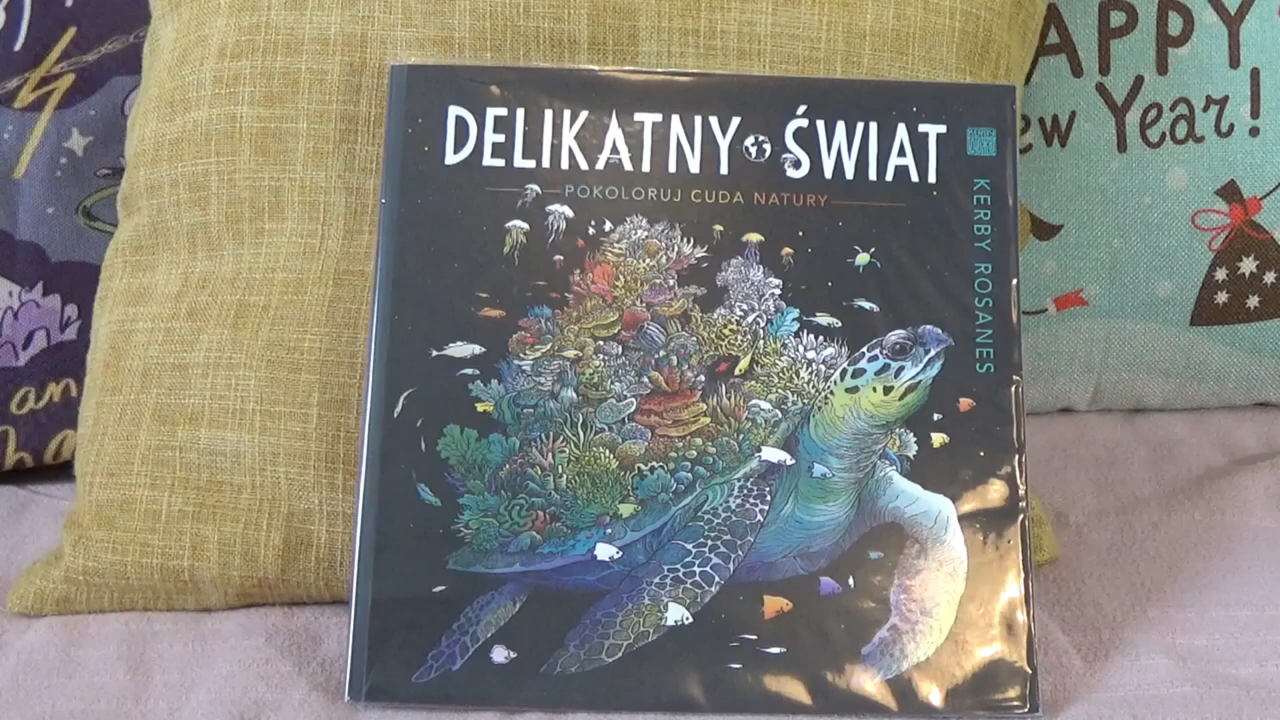 DELIKATNY ŚWIAT
POKOLORUJ CUDA NATURY
KERBY ROSANES
APPY
ew Year!
an